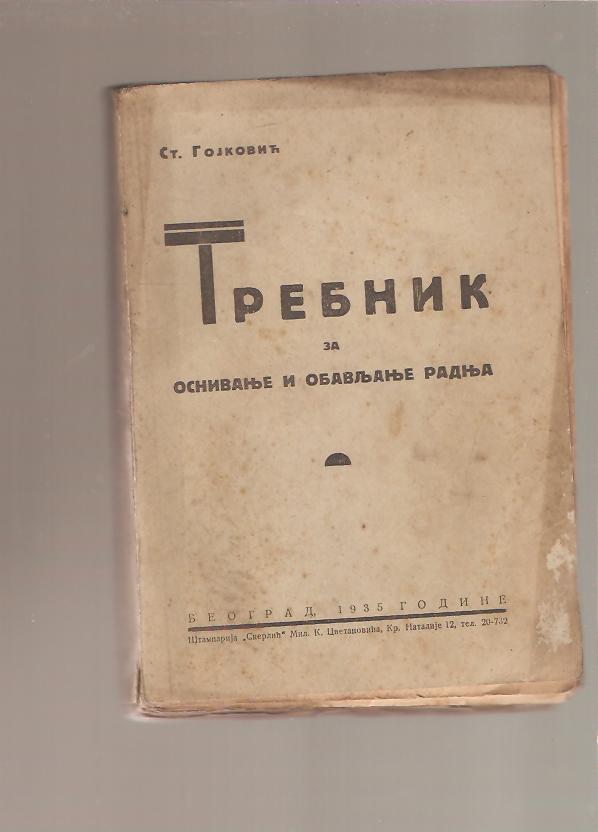 Ст. Гојковић
Требник
за
оснивање и обављање радња
БЕОГРАД, 1935 ГОДИНЕ
Штампарија „Скерлић“ Мил. К. Цветановића, Кр. Наталије 12, тел. 20-732